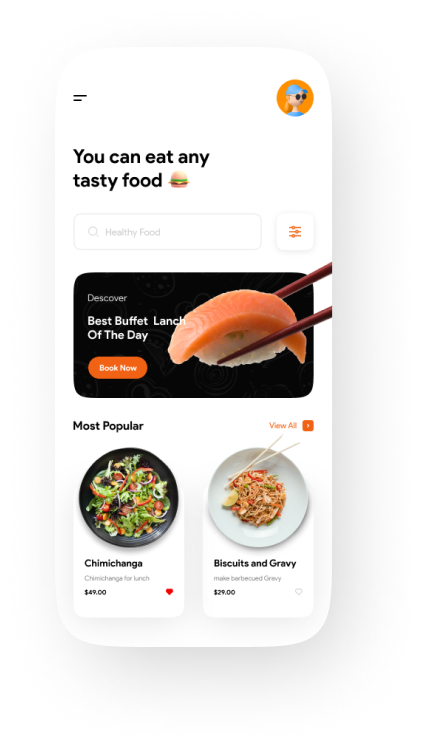 You can eat any
tasty food
Healthy Food
Descover
Best Buffet Lanch
Of The Day
Book Now
Most Popular
View All
Chimichanga
Chimichanga for lunch
$49.00
Biscuits and Gravy
make barbecued Gravy
$29.00